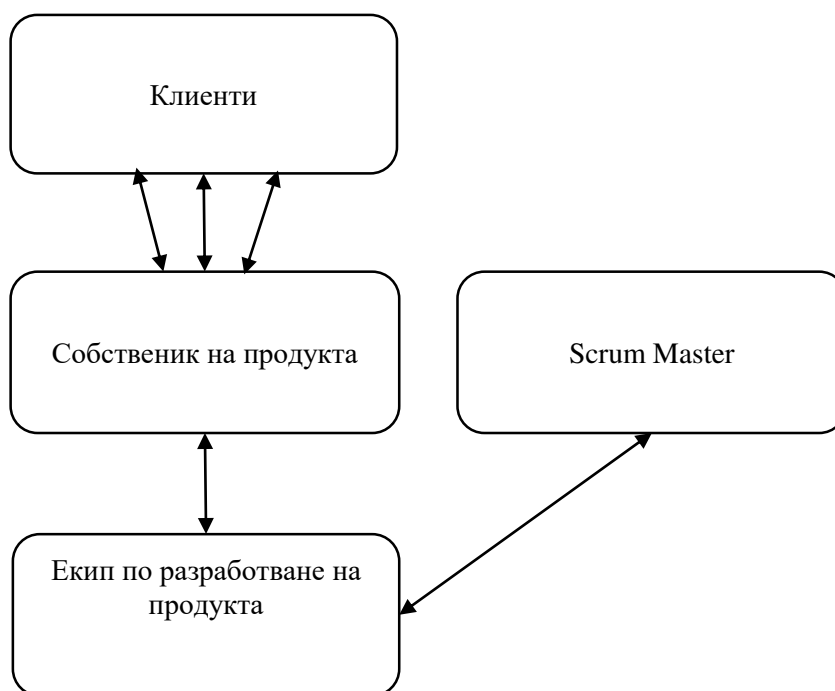 Клиенти
Собственик на продукта
Scrum Master
Екип по разработване на
продукта